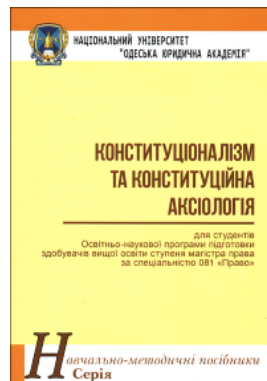 НАЦІОНАЛЬНИЙ УНІВЕРСИТЕТ
"ОДЕСЬКА ЮРИДИЧНА АКАДЕМІЯ"
КОНСТИТУЦІОНАЛІЗМ
ТА КОНСТИТУЦІЙНА
АКСІОЛОГІЯ
для студентів
Освітньо-наукової програми підготовки
здобувачів вищої освіти ступеня магістра права
за спеціальністю 081 «Право»
Навчально-методичні посібники
Серія